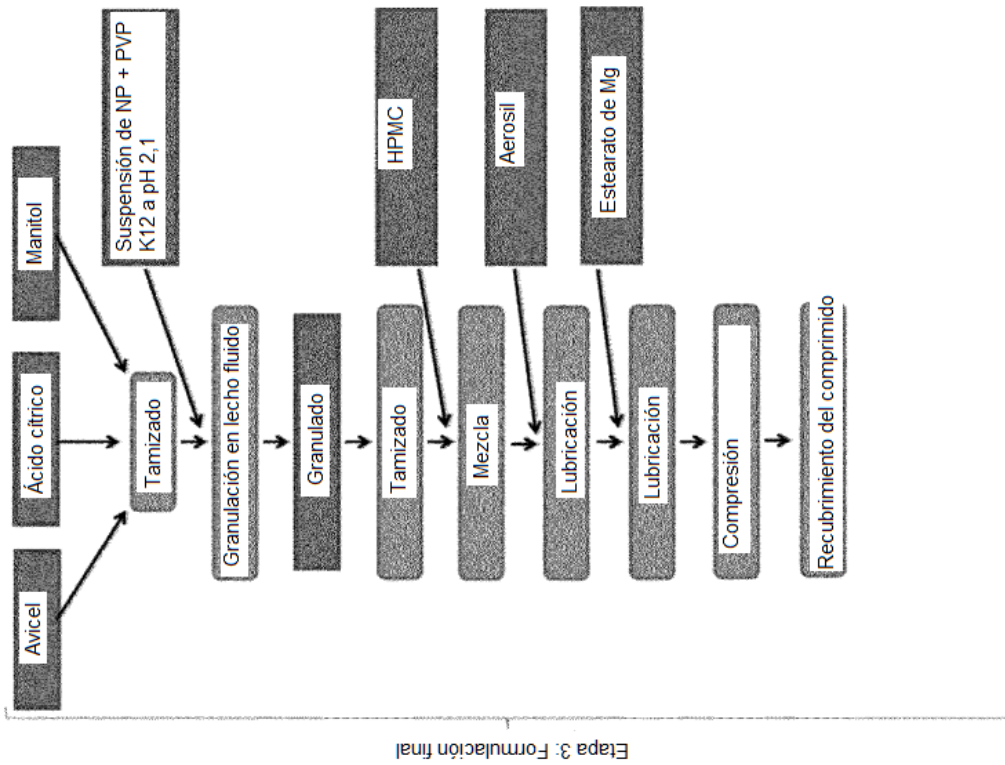 Avicel
Ácido cítrico
Manitol
Tamizado
Suspensión de NP + PVP
K12 a pH 2,1
Granulación en lecho fluido
Granulado
Tamizado
HPMC
Mezcla
Aerosil
Lubricación
Estearato de Mg
Lubricación
Compresión
Recubrimiento del comprimido
Etapa 3: Formulación final